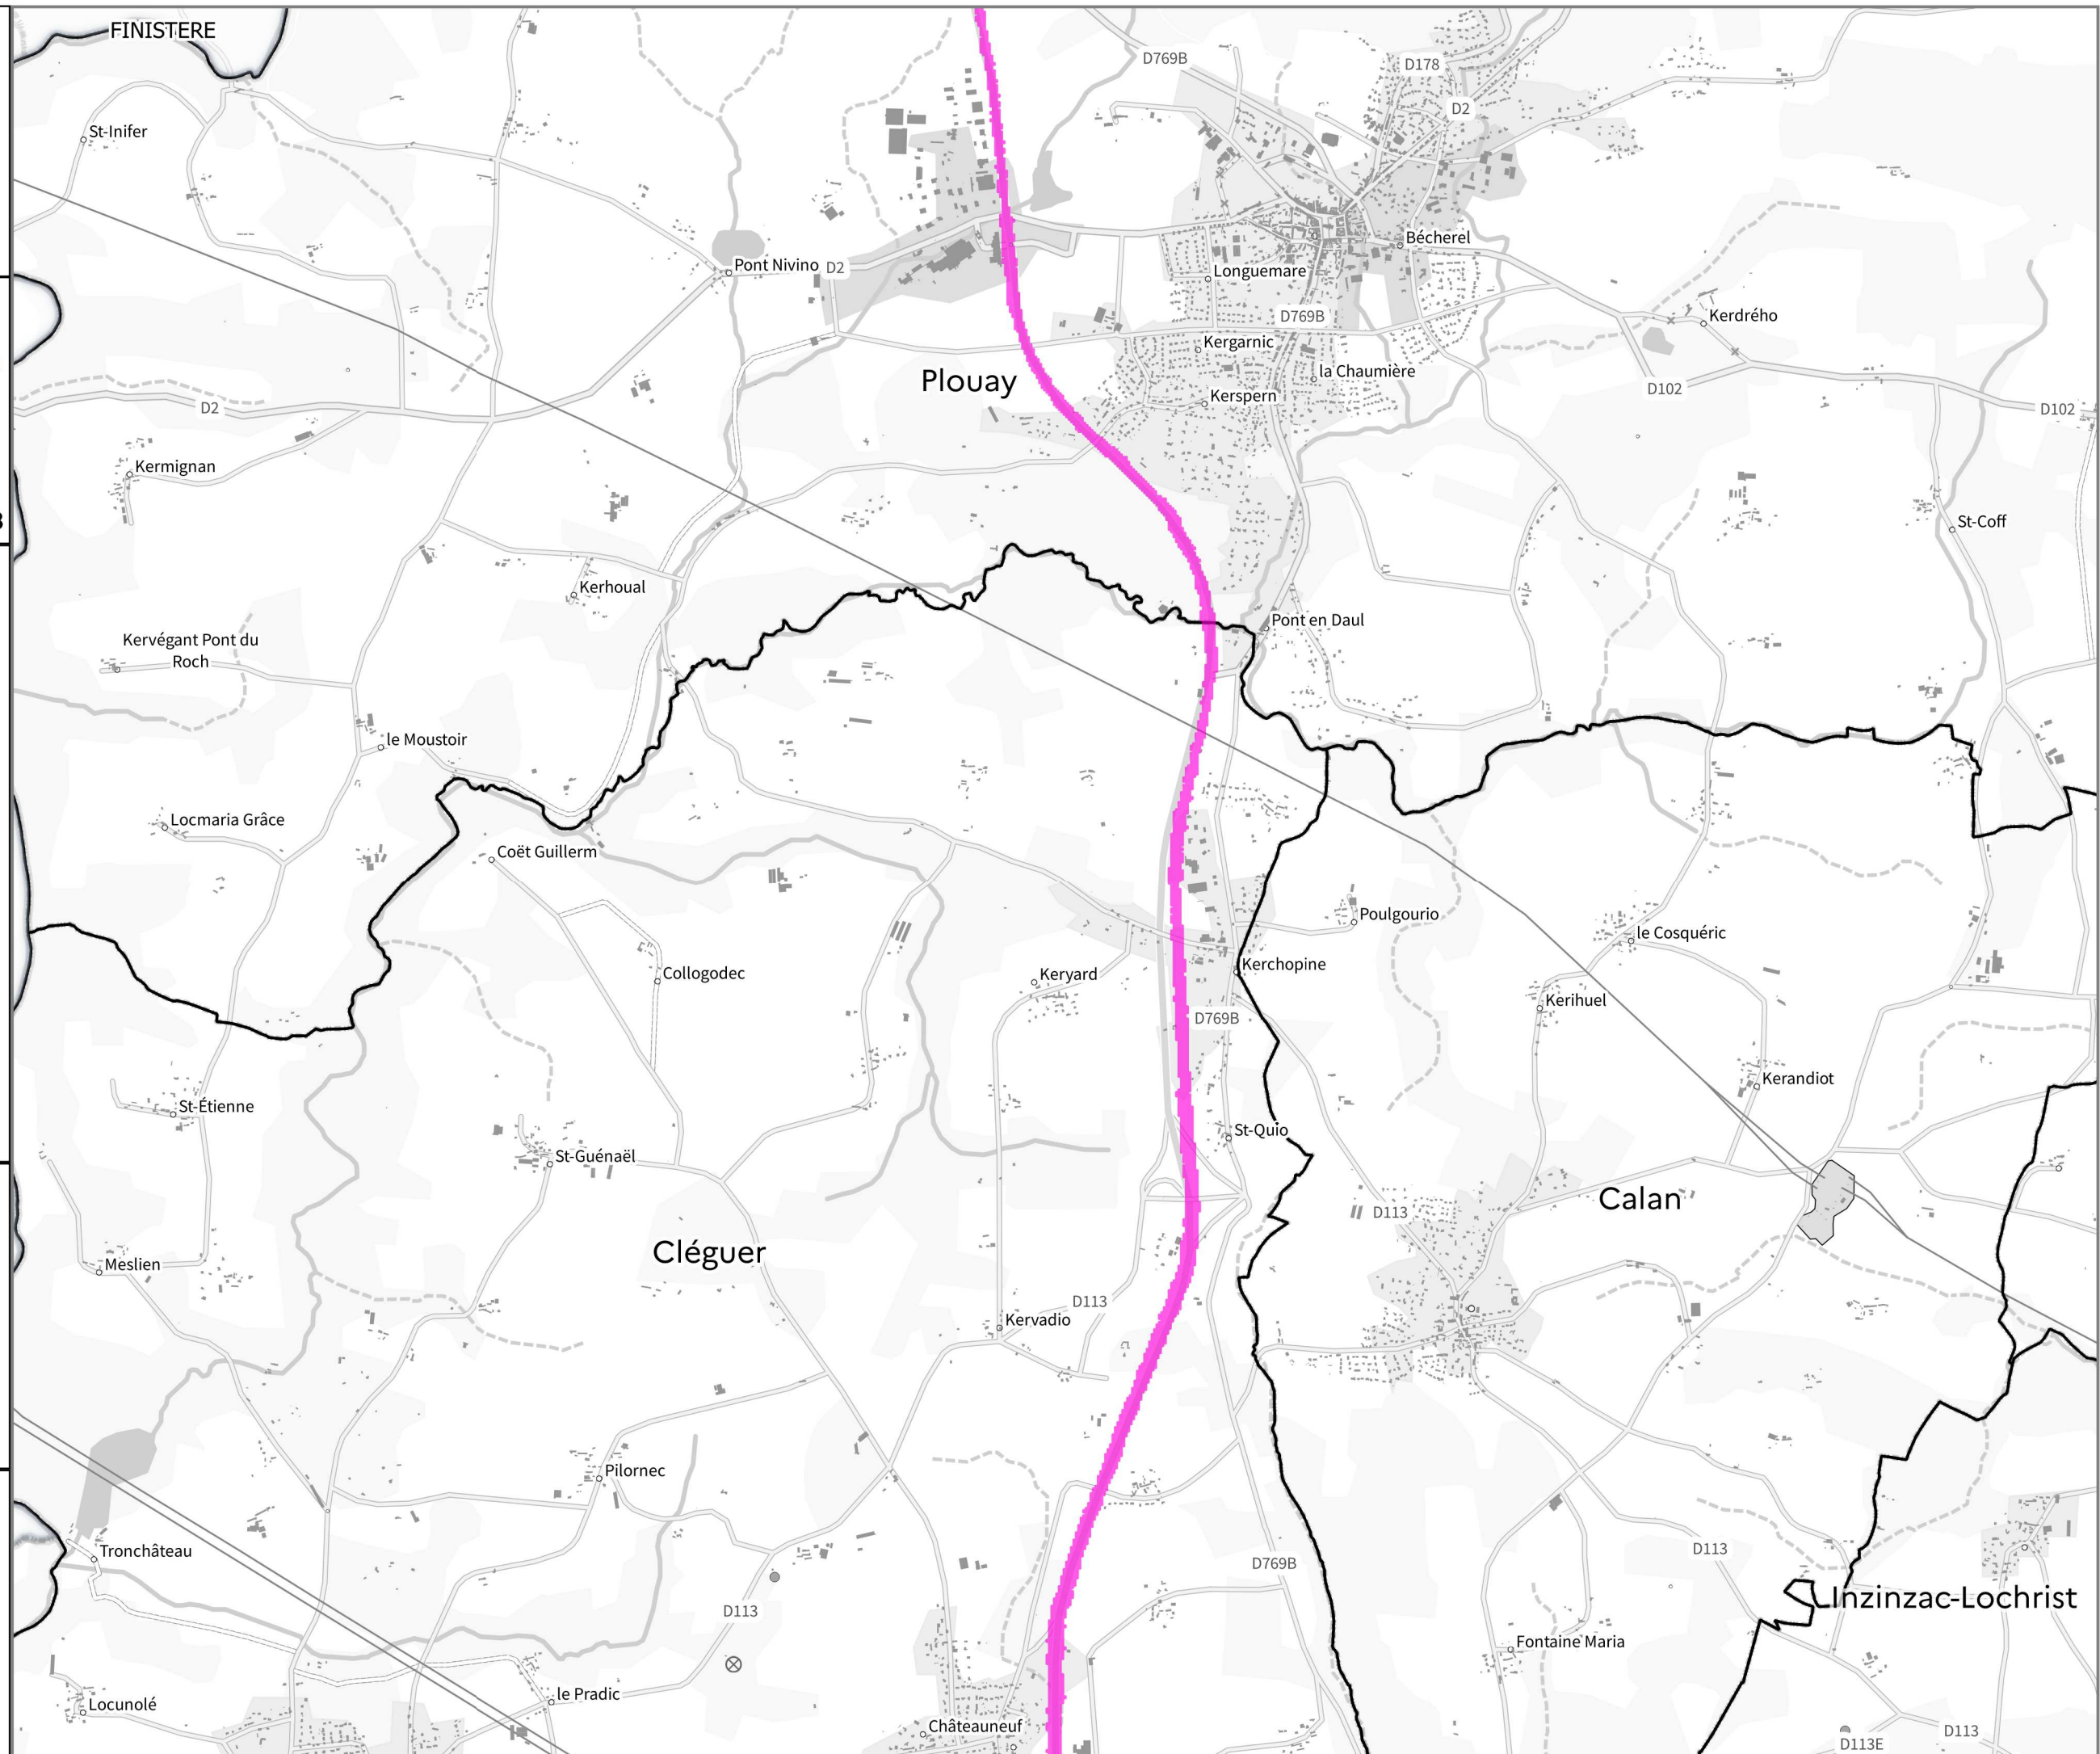 FINISTERE
D769B
D178
D2
St-Inifer
Bécherel
Pont Nivino
D2
Longuemare
D769B
Kerdrého
Kergarnic
Plouay
la Chaumière
D102
Kerspern
D2
D102
Kermignan
St-Coff
Kerhoual
Pont en Daul
Kervégant Pont du
Roch
le Moustoir
Locmaria Grâce
Coët Guillerm
Poulgourio
le Cosquéric
Collogodec
Keryard
Kerchopine
Kerihuel
D769B
Kerandiot
St-Étienne
St-Quio
St-Guénaël
Calan
D113
Cléguer
Meslien
D113
Kervadio
Pilornec
Tronchâteau
D113
D769B
Inzinzac-Lochrist
D113
Fontaine Maria
le Pradic
Locunolé
Châteauneuf
D113
D113E